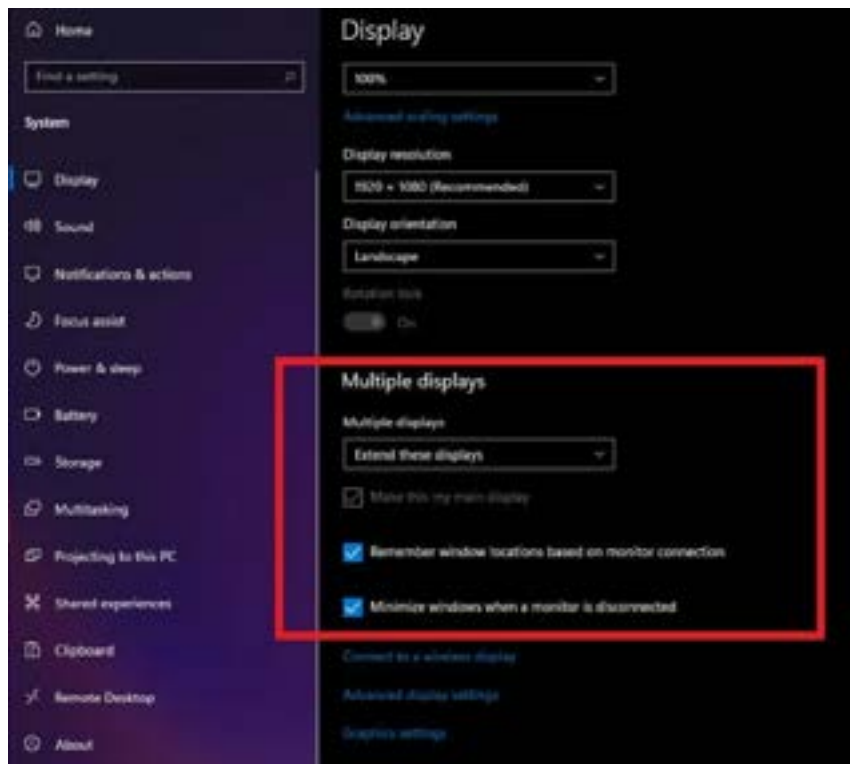 Home
Find a setting
System
Display
Sound
Notifications & actions
Focus assist
Power & sleep
Battery
Storage
Multitasking
Projecting to this PC
Shared experiences
Clipboard
Remote Desktop
About
Display
100%
Advanced scaling settings
Display resolution
1920 × 1080 (Recommended)
Display orientation
Landscape
Rotation lock
On
Multiple displays
Multiple displays
Extend these displays
Make this my main display
Remember window locations based on monitor connection
Minimize windows when a monitor is disconnected
Connect to a wireless display
Advanced display settings
Graphics settings